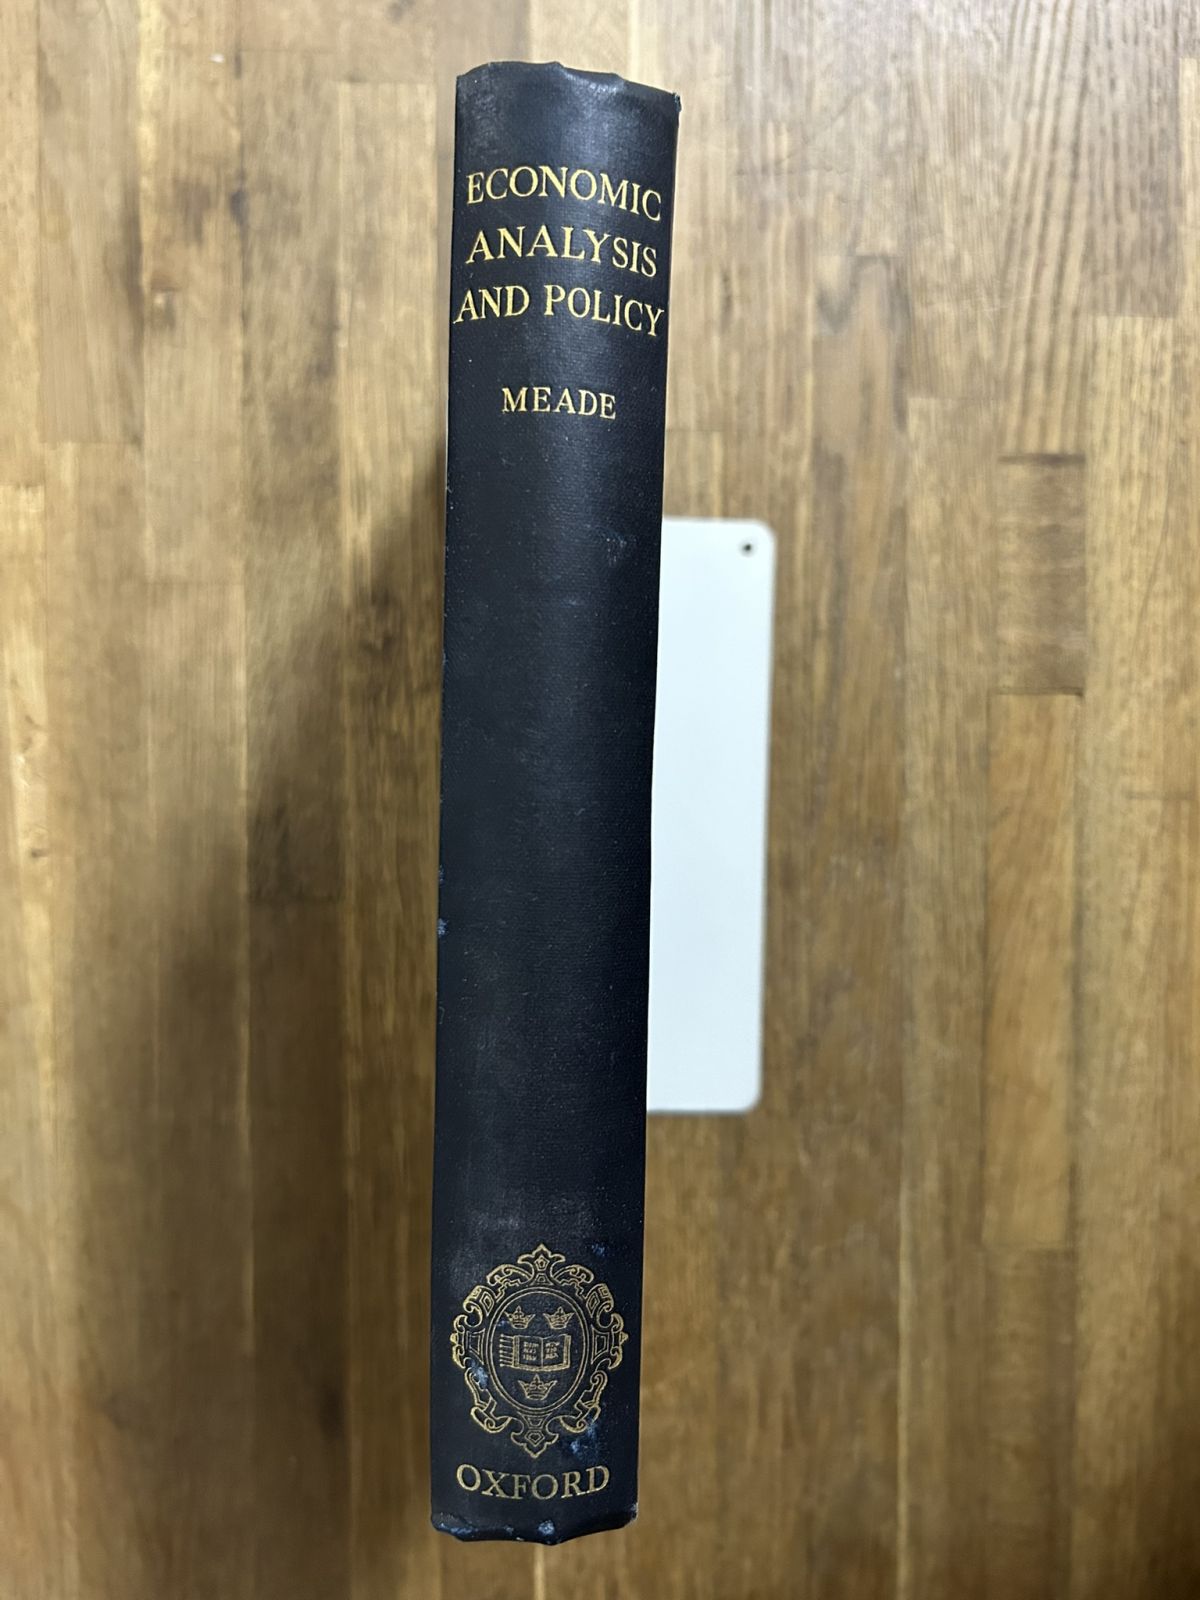 ECONOMIC
ANALYSIS
AND POLICY
MEADE
OXFORD